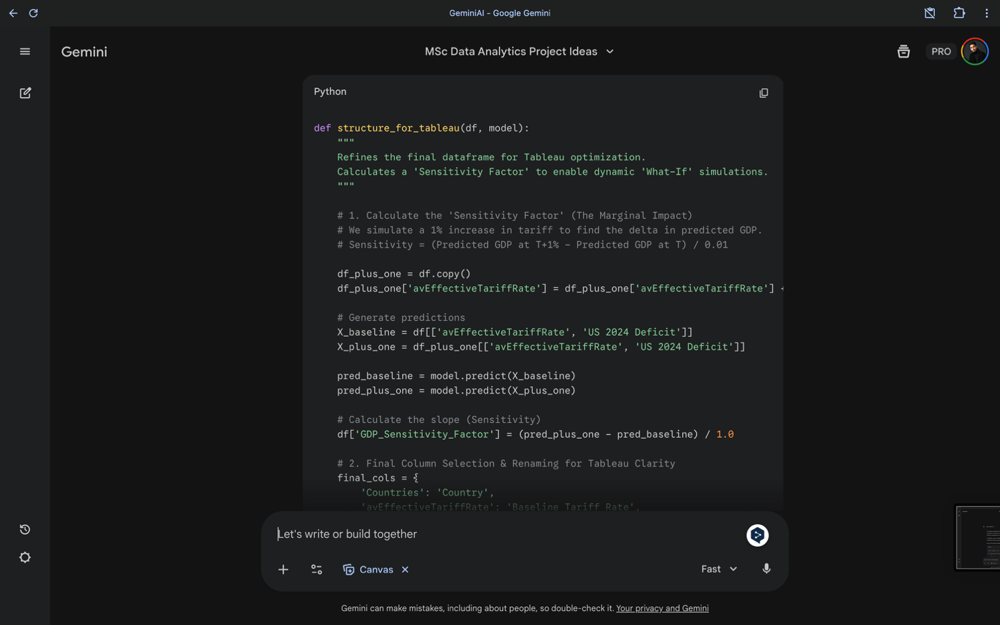 GeminiAI - Google Gemini
Gemini
MSc Data Analytics Project Ideas
PRO
Python
def structure_for_tableau(df, model):
    """
    Refines the final dataframe for Tableau optimization.
    Calculates a 'Sensitivity Factor' to enable dynamic 'What-If' simulations.
    """
    # 1. Calculate the 'Sensitivity Factor' (The Marginal Impact)
    # We simulate a 1% increase in tariff to find the delta in predicted GDP.
    # Sensitivity = (Predicted GDP at T+1% - Predicted GDP at T) / 0.01
    df_plus_one = df.copy()
    df_plus_one['avEffectiveTariffRate'] = df_plus_one['avEffectiveTariffRate'] +
    # Generate predictions
    X_baseline = df[['avEffectiveTariffRate', 'US 2024 Deficit']]
    X_plus_one = df_plus_one[['avEffectiveTariffRate', 'US 2024 Deficit']]
    pred_baseline = model.predict(X_baseline)
    pred_plus_one = model.predict(X_plus_one)
    # Calculate the slope (Sensitivity)
    df['GDP_Sensitivity_Factor'] = (pred_plus_one - pred_baseline) / 1.0
    # 2. Final Column Selection & Renaming for Tableau Clarity
    final_cols = {
        'Countries': 'Country',
        'avEffectiveTariffRate': 'Baseline Tariff Rate',
Let's write or build together
Canvas
Fast
Gemini can make mistakes, including about people, so double-check it. Your privacy and Gemini